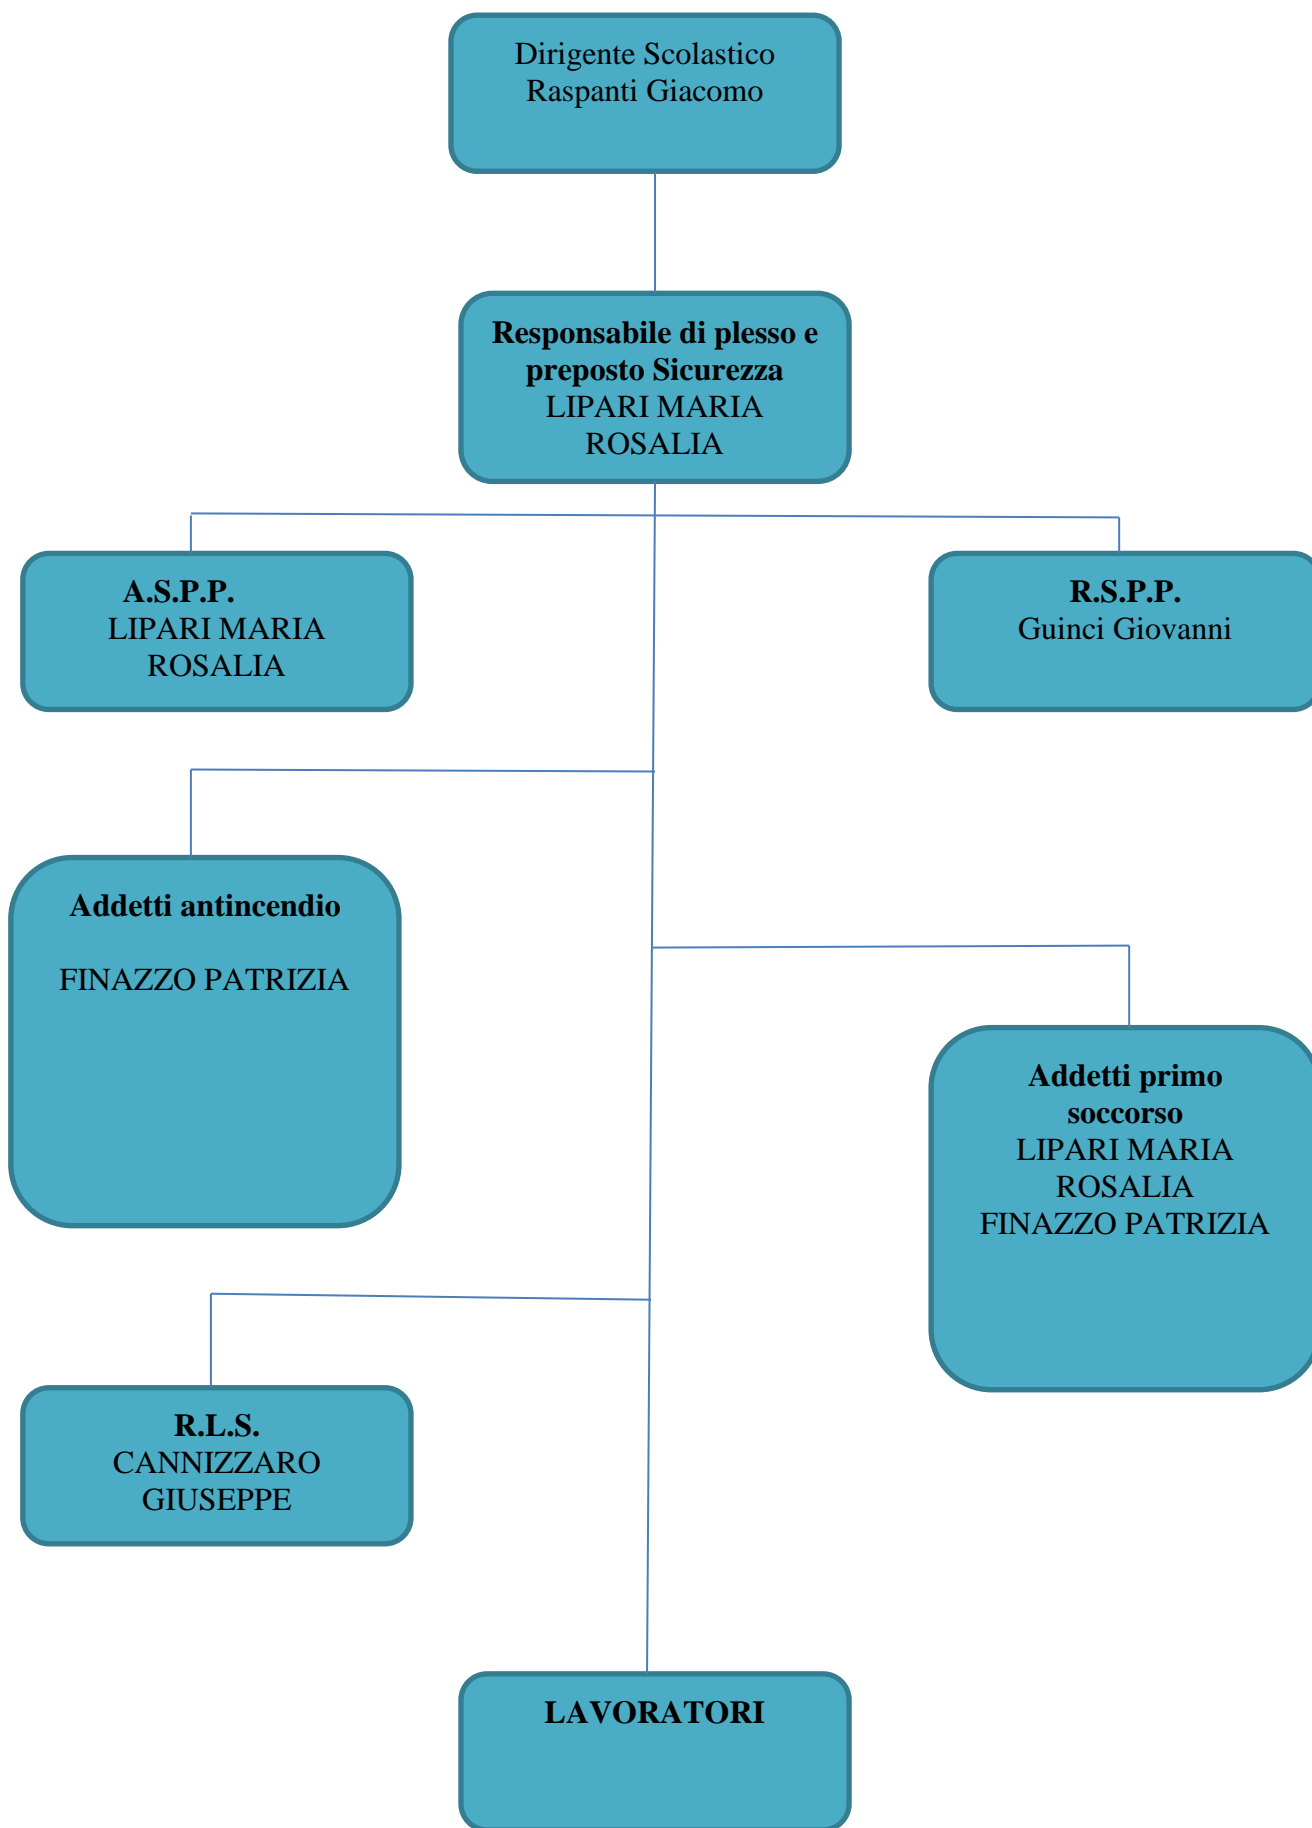 Dirigente Scolastico
Raspanti Giacomo
Responsabile di plesso e
preposto Sicurezza
LIPARI MARIA
ROSALIA
A.S.P.P.
LIPARI MARIA
ROSALIA
R.S.P.P.
Guinci Giovanni
Addetti antincendio
FINAZZO PATRIZIA
Addetti primo
soccorso
LIPARI MARIA
ROSALIA
FINAZZO PATRIZIA
R.L.S.
CANNIZZARO
GIUSEPPE
LAVORATORI